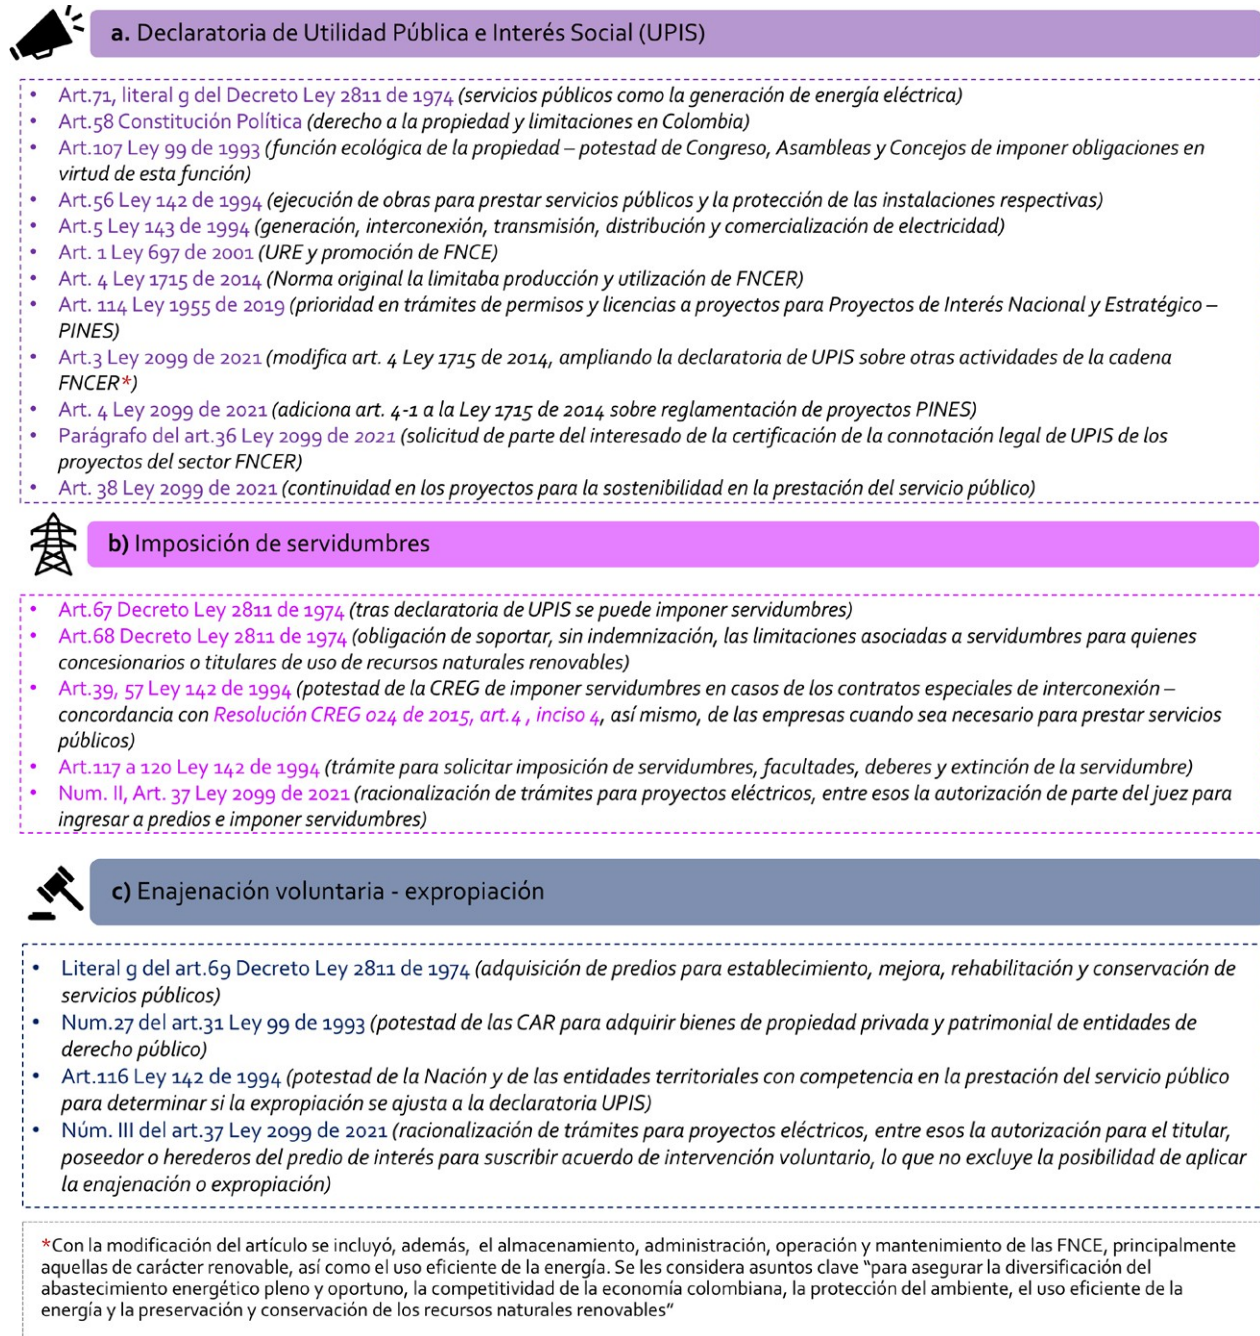 a. Declaratoria de Utilidad Pública e Interés Social (UPIS)
• Art.71, literal g del Decreto Ley 2811 de 1974 (servicios públicos como la generación de energía eléctrica)
• Art.58 Constitución Política (derecho a la propiedad y limitaciones en Colombia)
• Art.107 Ley 99 de 1993 (función ecológica de la propiedad – potestad de Congreso, Asambleas y Concejos de imponer obligaciones en
virtud de esta función)
• Art.56 Ley 142 de 1994 (ejecución de obras para prestar servicios públicos y la protección de las instalaciones respectivas)
• Art.5 Ley 143 de 1994 (generación, interconexión, transmisión, distribución y comercialización de electricidad)
• Art. 1 Ley 697 de 2001 (URE y promoción de FNCE)
• Art. 4 Ley 1715 de 2014 (Norma original la limitaba producción y utilización de FNCER)
• Art. 114 Ley 1955 de 2019 (prioridad en trámites de permisos y licencias a proyectos para Proyectos de Interés Nacional y Estratégico –
PINES)
• Art.3 Ley 2099 de 2021 (modifica art. 4 Ley 1715 de 2014, ampliando la declaratoria de UPIS sobre otras actividades de la cadena
FNCER*)
• Art. 4 Ley 2099 de 2021 (adiciona art. 4-1 a la Ley 1715 de 2014 sobre reglamentación de proyectos PINES)
• Parágrafo del art.36 Ley 2099 de 2021 (solicitud de parte del interesado de la certificación de la connotación legal de UPIS de los
proyectos del sector FNCER)
• Art. 38 Ley 2099 de 2021 (continuidad en los proyectos para la sostenibilidad en la prestación del servicio público)
b) Imposición de servidumbres
• Art.67 Decreto Ley 2811 de 1974 (tras declaratoria de UPIS se puede imponer servidumbres)
• Art.68 Decreto Ley 2811 de 1974 (obligación de soportar, sin indemnización, las limitaciones asociadas a servidumbres para quienes
concesionarios o titulares de uso de recursos naturales renovables)
• Art.39, 57 Ley 142 de 1994 (potestad de la CREG de imponer servidumbres en casos de los contratos especiales de interconexión –
concordancia con Resolución CREG 024 de 2015, art.4 , inciso 4, así mismo, de las empresas cuando sea necesario para prestar servicios
públicos)
• Art.117 a 120 Ley 142 de 1994 (trámite para solicitar imposición de servidumbres, facultades, deberes y extinción de la servidumbre)
• Num. II, Art. 37 Ley 2099 de 2021 (racionalización de trámites para proyectos eléctricos, entre esos la autorización de parte del juez para
ingresar a predios e imponer servidumbres)
c) Enajenación voluntaria - expropiación
• Literal g del art.69 Decreto Ley 2811 de 1974 (adquisición de predios para establecimiento, mejora, rehabilitación y conservación de
servicios públicos)
• Num.27 del art.31 Ley 99 de 1993 (potestad de las CAR para adquirir bienes de propiedad privada y patrimonial de entidades de
derecho público)
• Art.116 Ley 142 de 1994 (potestad de la Nación y de las entidades territoriales con competencia en la prestación del servicio público
para determinar si la expropiación se ajusta a la declaratoria UPIS)
• Núm. III del art.37 Ley 2099 de 2021 (racionalización de trámites para proyectos eléctricos, entre esos la autorización para el titular,
poseedor o herederos del predio de interés para suscribir acuerdo de intervención voluntario, lo que no excluye la posibilidad de aplicar
la enajenación o expropiación)
*Con la modificación del artículo se incluyó, además, el almacenamiento, administración, operación y mantenimiento de las FNCE, principalmente
aquellas de carácter renovable, así como el uso eficiente de la energía. Se les considera asuntos clave “para asegurar la diversificación del
abastecimiento energético pleno y oportuno, la competitividad de la economía colombiana, la protección del ambiente, el uso eficiente de la
energía y la preservación y conservación de los recursos naturales renovables”